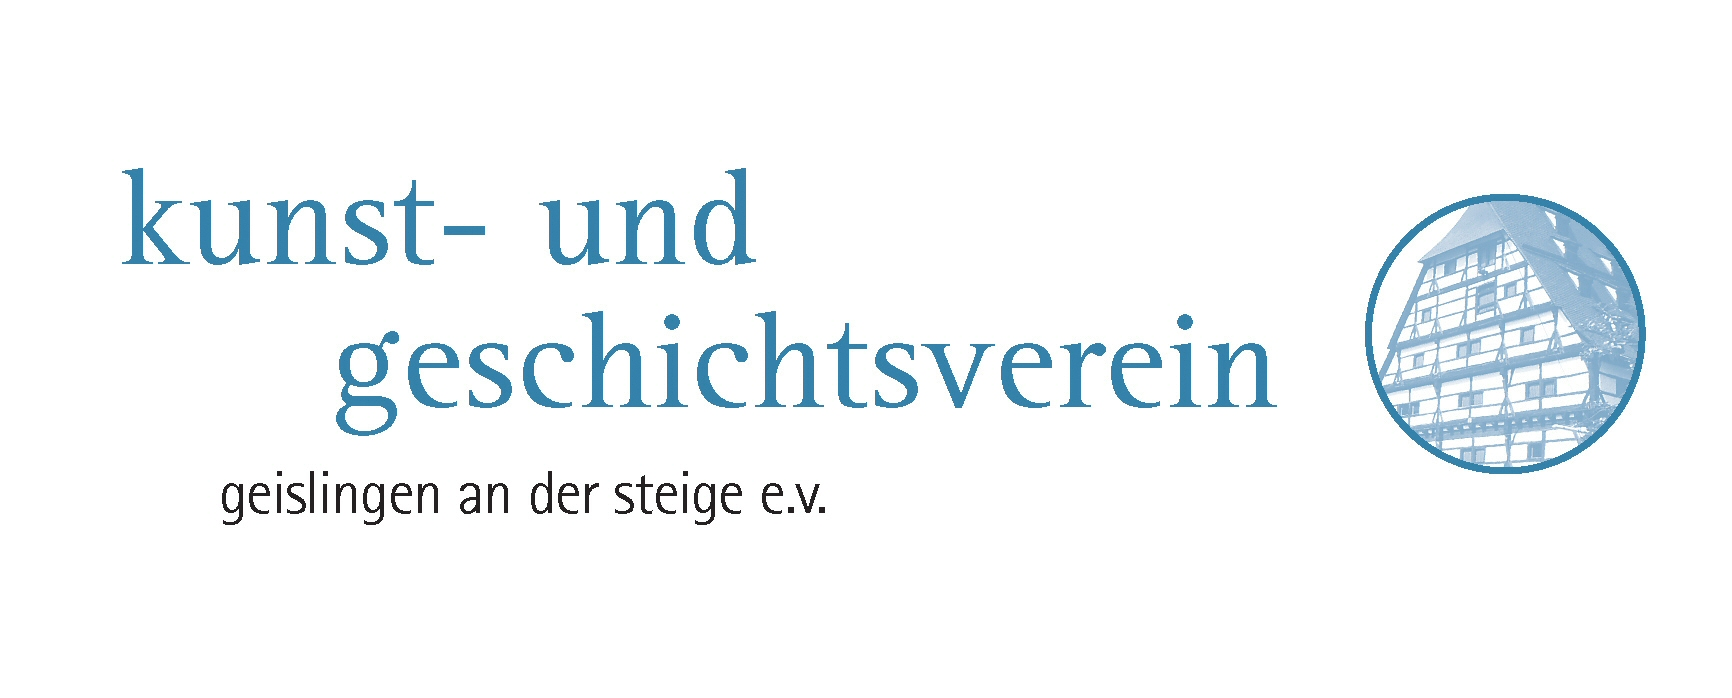 kunst- und
geschichtsverein
geislingen an der steige e.v.